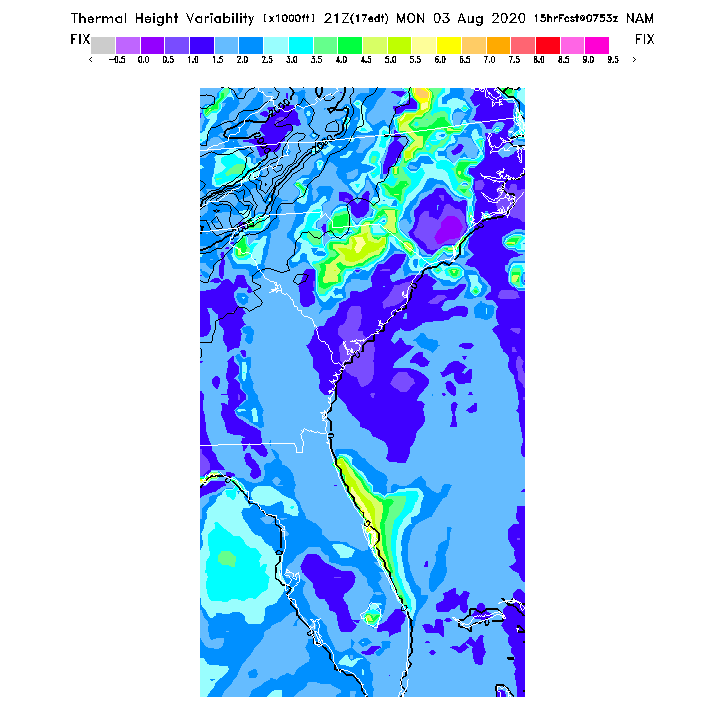 Thermal Height Variability [x1000ft] 21Z(17edt) MON 03 Aug 2020 15hrFcst@0753z NAM
FIX FIX
< -0.5 0.0 0.5 1.0 1.5 2.0 2.5 3.0 3.5 4.0 4.5 5.0 5.5 6.0 6.5 7.0 7.5 8.0 8.5 9.0 9.5 >